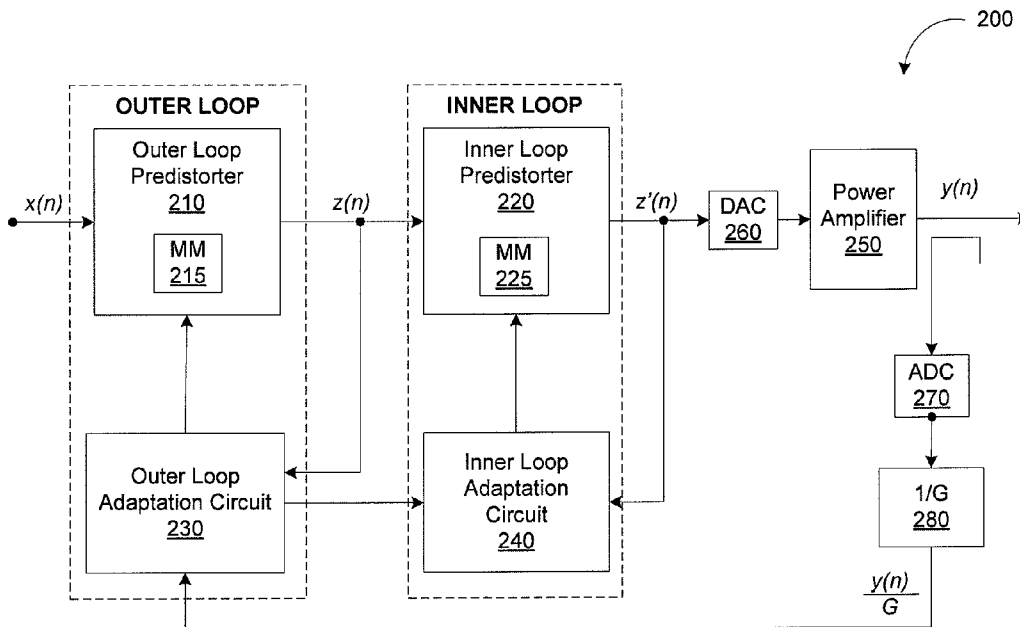 200
OUTER LOOP
INNER LOOP
Outer Loop
Predistorter
210
MM
215
Inner Loop
Predistorter
220
MM
225
x(n)
z(n)
z'(n)
DAC
260
Power
Amplifier
250
y(n)
ADC
270
Outer Loop
Adaptation Circuit
230
Inner Loop
Adaptation
Circuit
240
1/G
280
y(n)
G